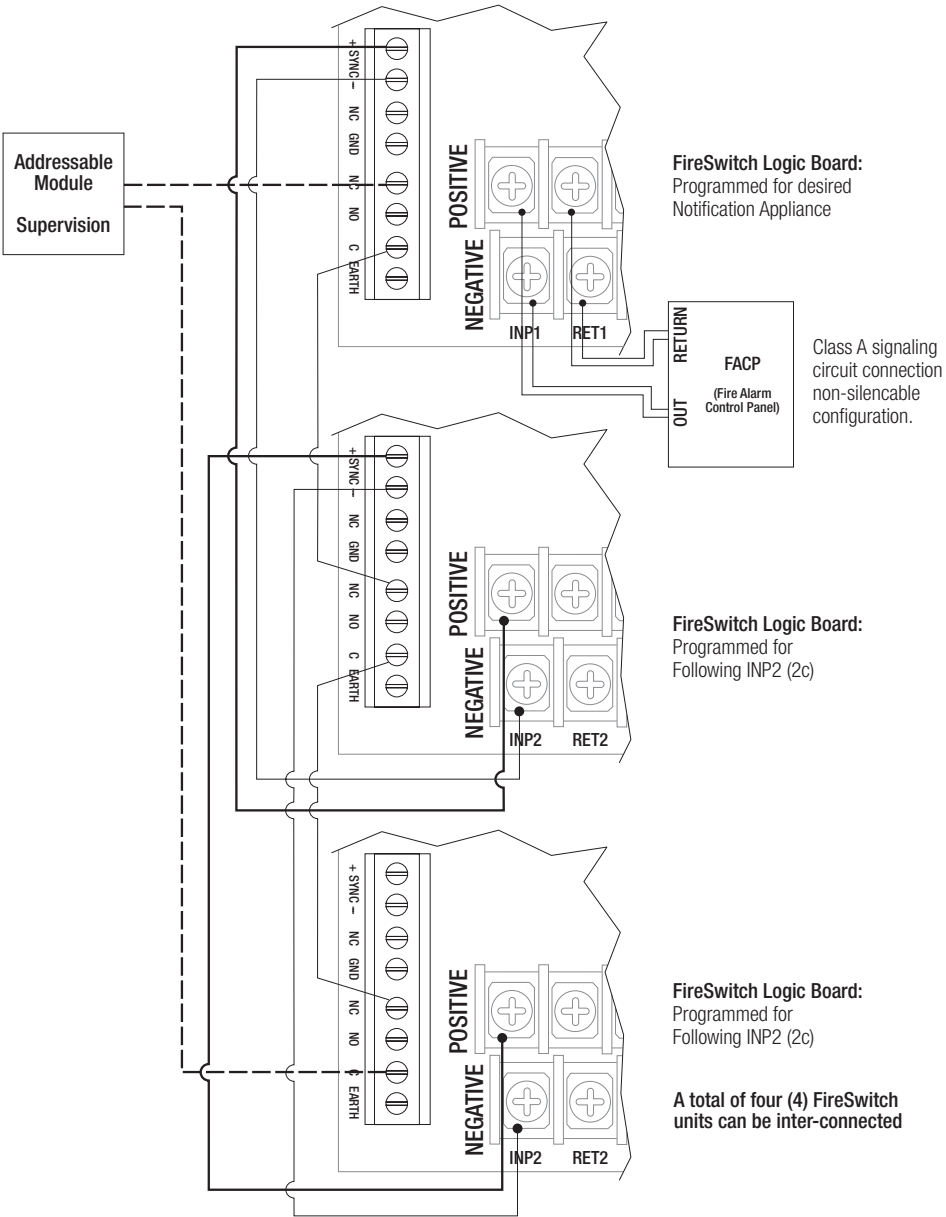 + SYNC –
NC
GND
NC
NO
C
EARTH
POSITIVE
NEGATIVE
INP1
RET1
Addressable
Module
Supervision
FireSwitch Logic Board:
Programmed for desired
Notification Appliance
RETURN
OUT
FACP
(Fire Alarm
Control Panel)
Class A signaling
circuit connection
non-silencable
configuration.
+ SYNC –
NC
GND
NC
NO
C
EARTH
POSITIVE
NEGATIVE
INP2
RET2
FireSwitch Logic Board:
Programmed for
Following INP2 (2c)
+ SYNC –
NC
GND
NC
NO
C
EARTH
POSITIVE
NEGATIVE
INP2
RET2
FireSwitch Logic Board:
Programmed for
Following INP2 (2c)
A total of four (4) FireSwitch
units can be inter-connected